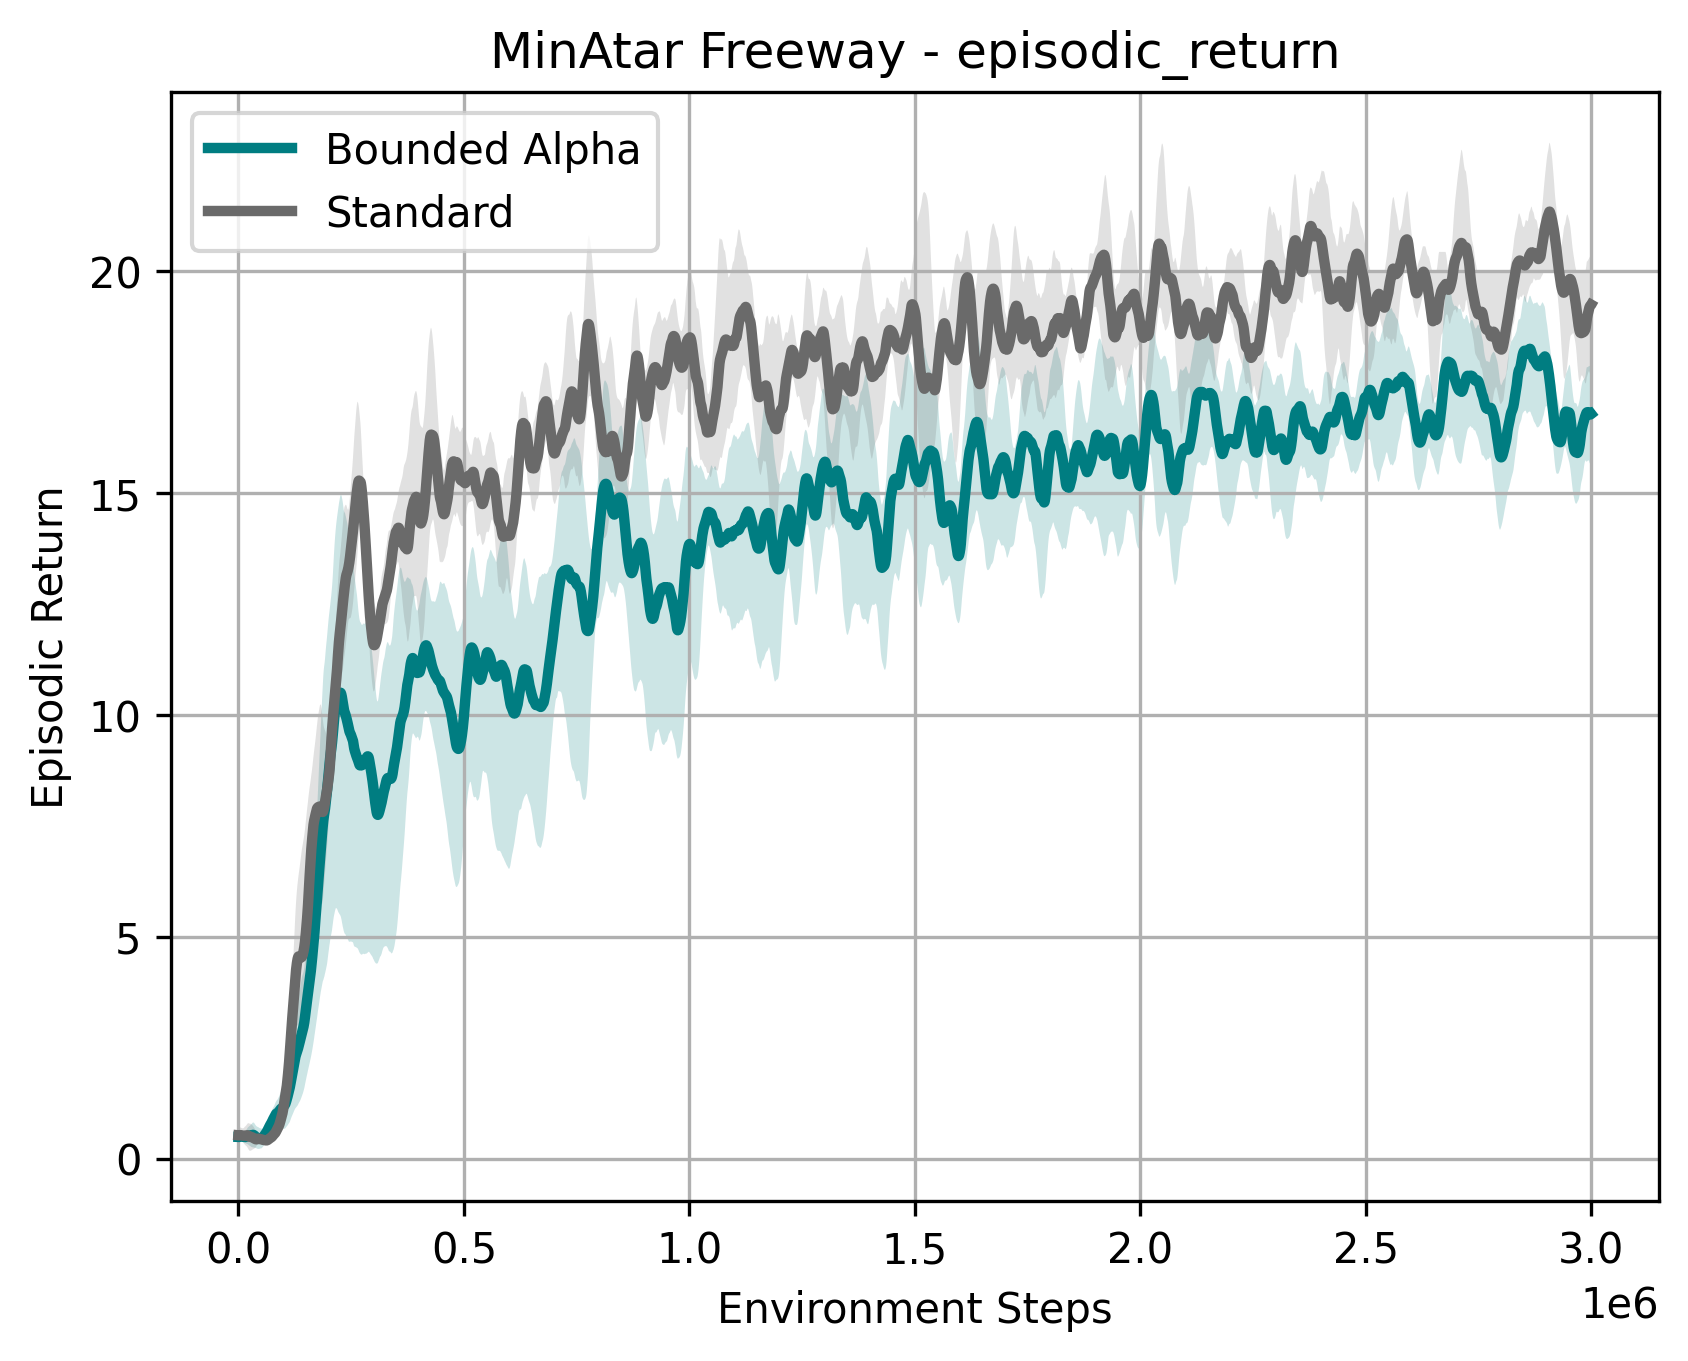 MinAtar Freeway - episodic_return
Bounded Alpha
Standard
Episodic Return
20
15
10
5
0
0.0 0.5 1.0 1.5 2.0 2.5 3.0
1e6
Environment Steps